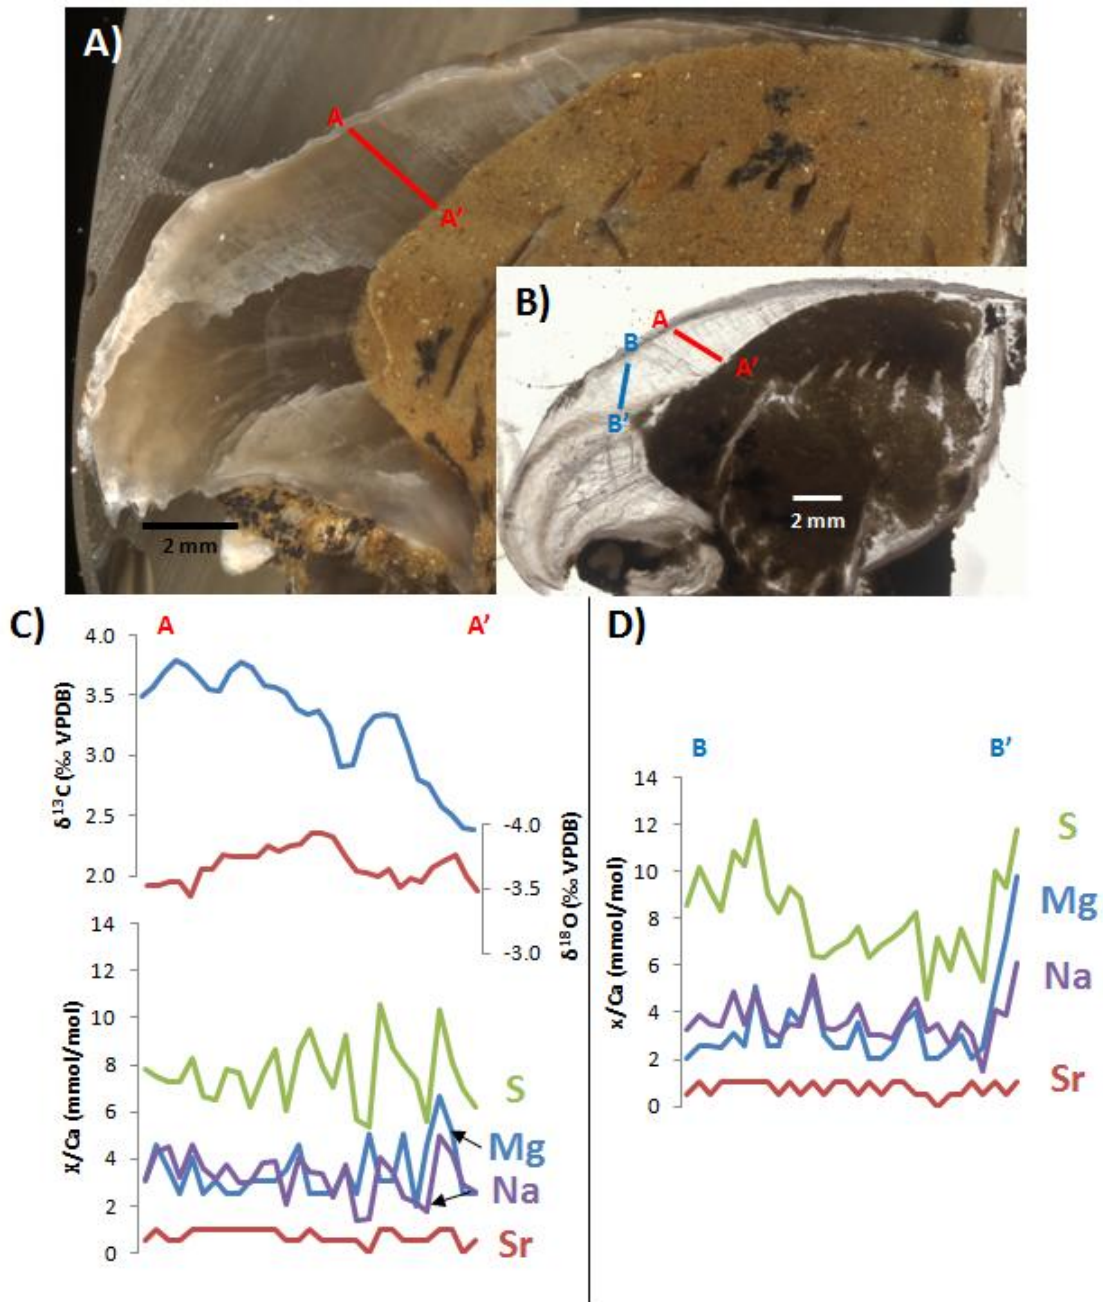 A)
A
A'
2 mm
B)
A
A'
B
B'
2 mm
C)
A
A'
δ¹³C (‰ VPDB)
4.0
3.5
3.0
2.5
2.0
-4.0
-3.5
-3.0
δ¹⁸O (‰ VPDB)
X/Ca (mmol/mol)
14
12
10
8
6
4
2
0
S
Mg
Na
Sr
D)
B
B'
x/Ca (mmol/mol)
14
12
10
8
6
4
2
0
S
Mg
Na
Sr